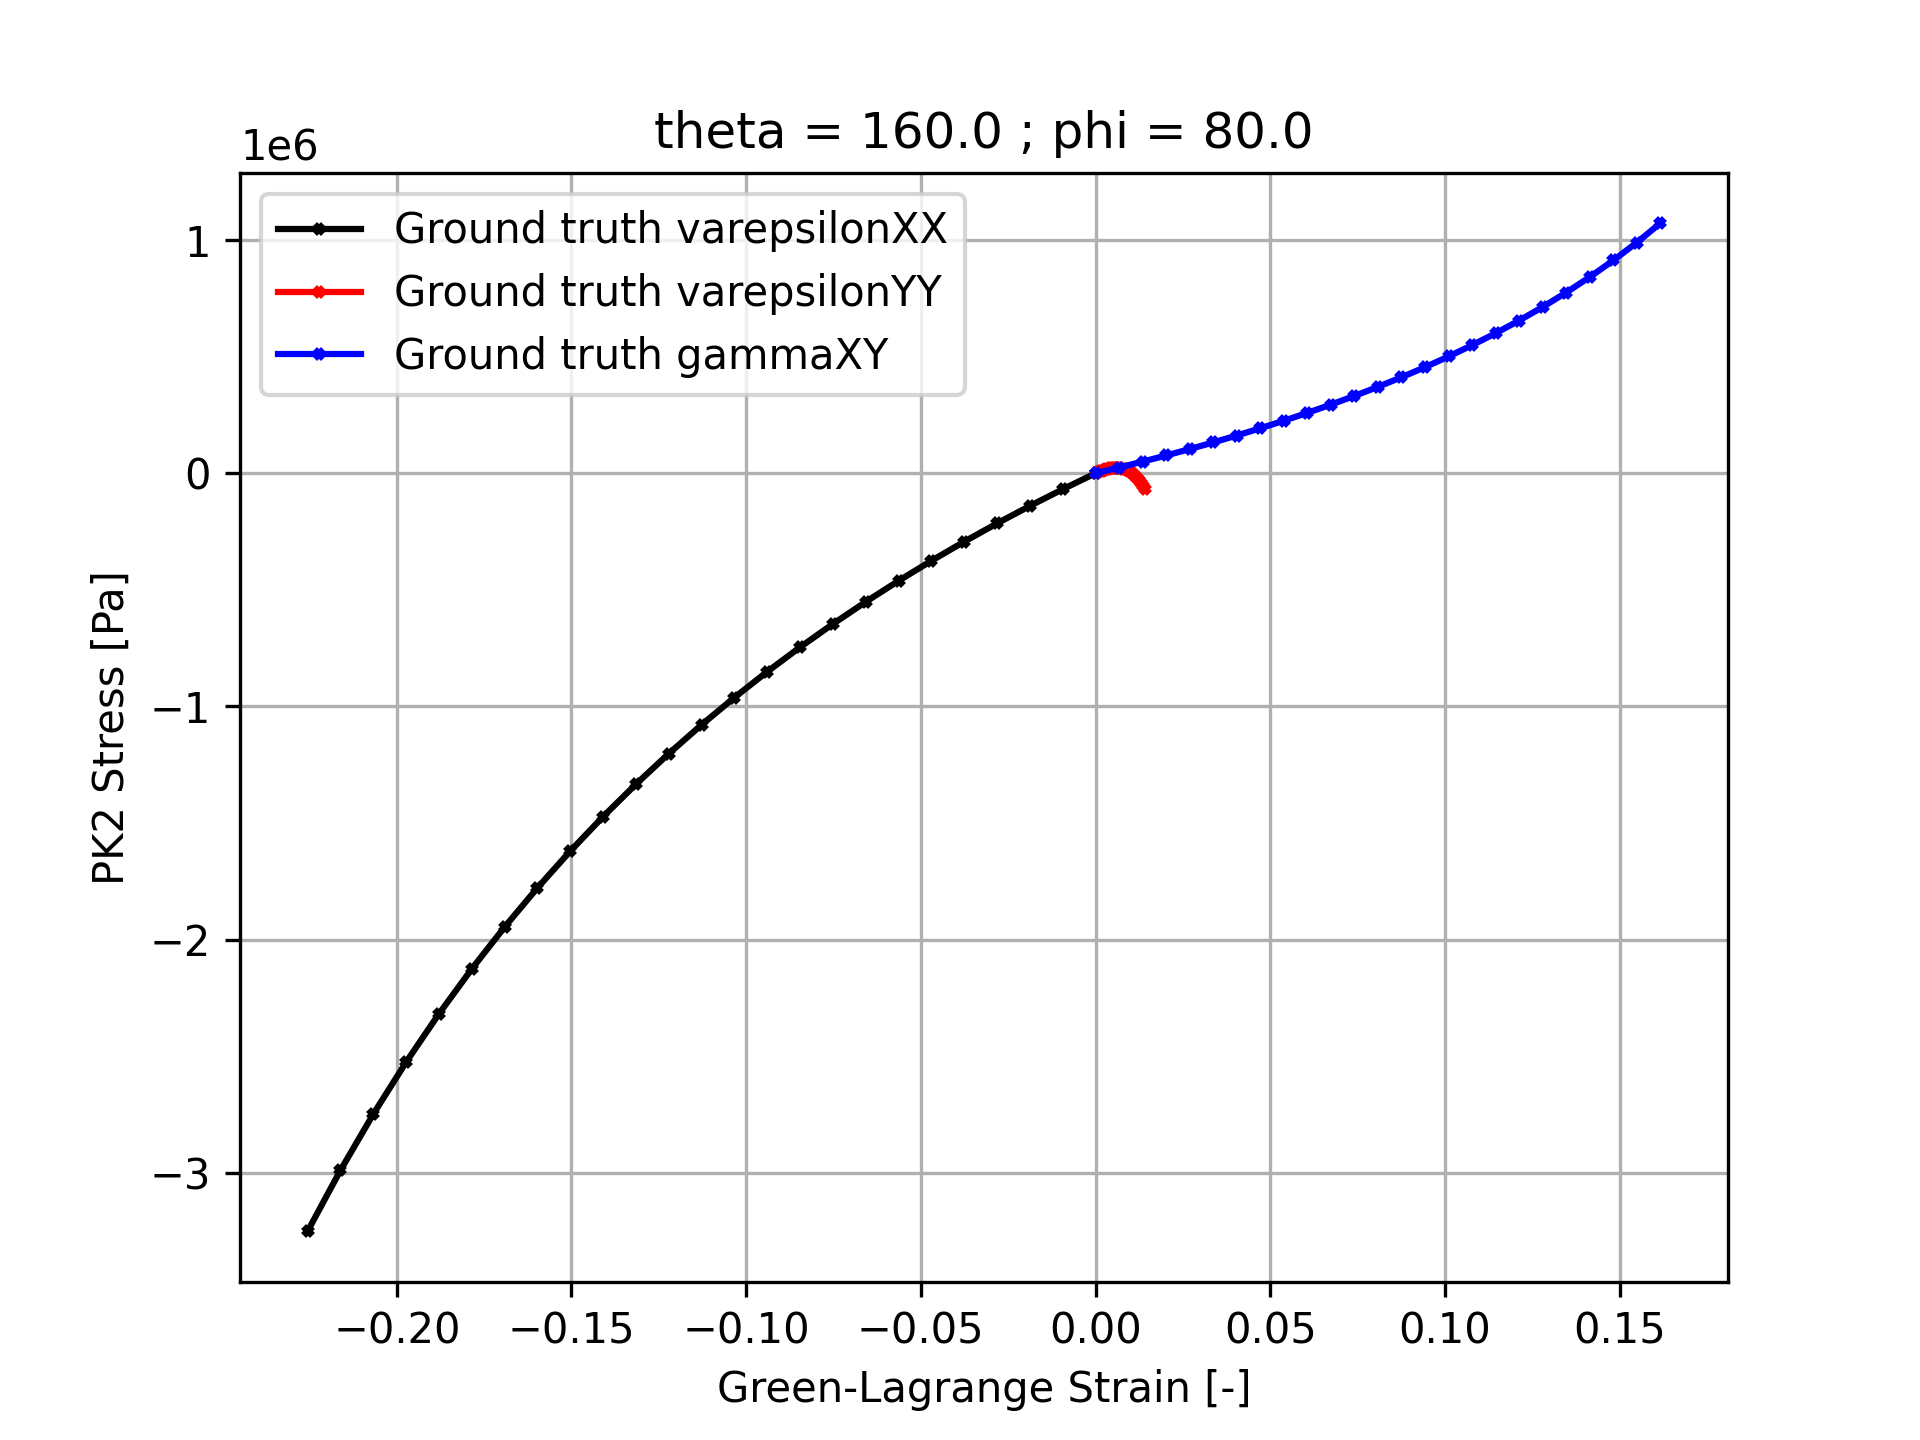 theta = 160.0 ; phi = 80.0
1e6
Ground truth varepsilonXX
Ground truth varepsilonYY
Ground truth gammaXY
1
0
−1
−2
−3
PK2 Stress [Pa]
−0.20 −0.15 −0.10 −0.05 0.00 0.05 0.10 0.15
Green-Lagrange Strain [-]